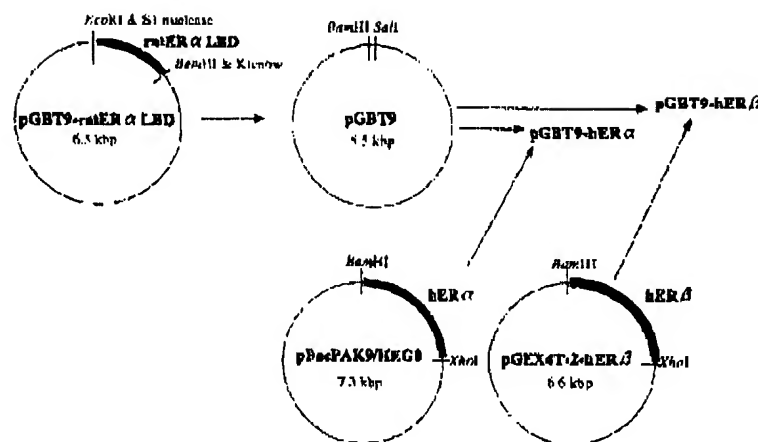 EcoRI & S1 nuclease
ratERα LBD
BamHI & Klenow
pGBT9-ratERα LBD
6.3 kbp
BamHI SalI
pGBT9
5.5 kbp
pGBT9-hERβ
pGBT9-hERα
BamHI
hERα
pBacPAK9/HEG0
7.3 kbp
XhoI
BamHI
hERβ
pGEX4T-2-hERβ
6.6 kbp
XhoI